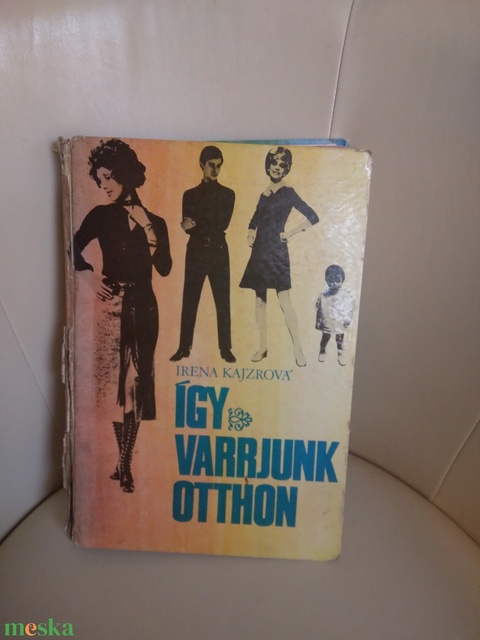 IRENA KAJZROVÁ
ÍGY
VARRJUNK
OTTHON
meska